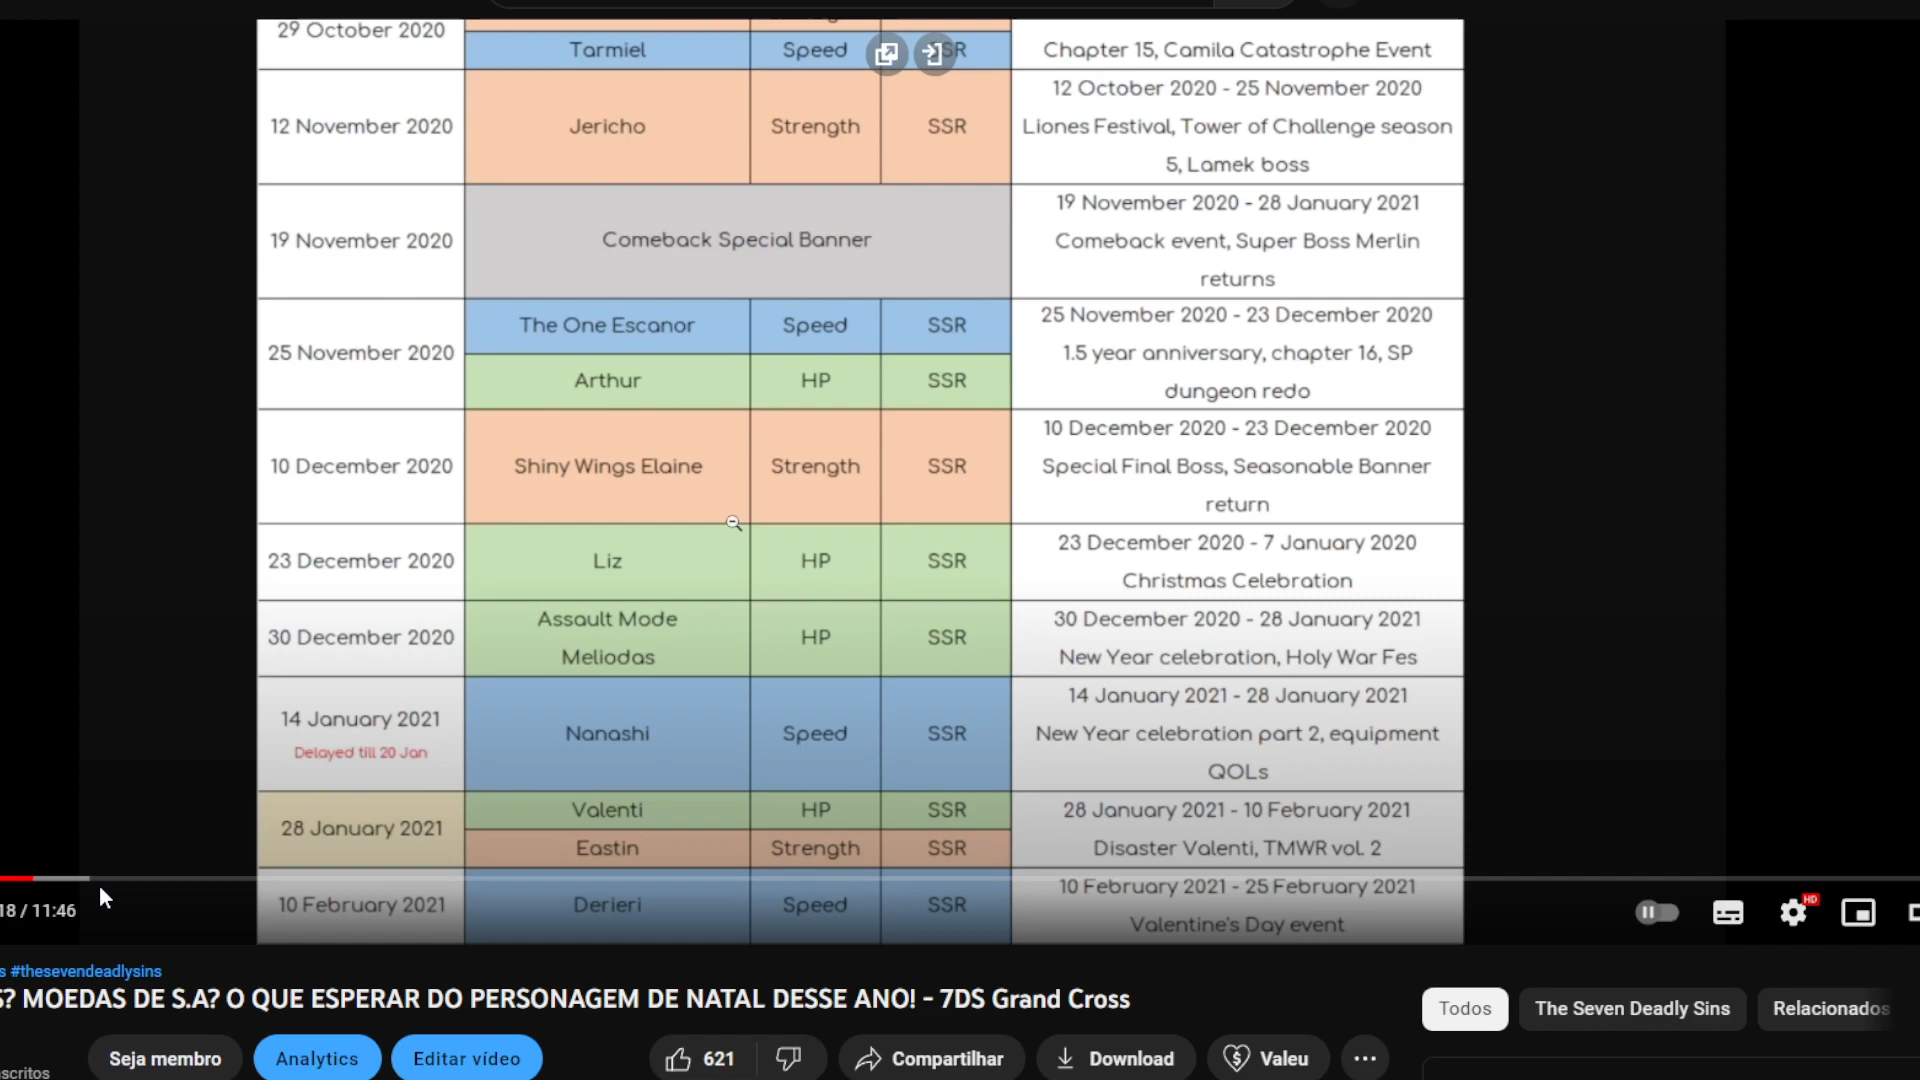 29 October 2020
Tarmiel Speed SR Chapter 15, Camila Catastrophe Event
12 November 2020 Jericho Strength SSR
12 October 2020 - 25 November 2020
Liones Festival, Tower of Challenge season
5, Lamek boss
19 November 2020 Comeback Special Banner
19 November 2020 - 28 January 2021
Comeback event, Super Boss Merlin
returns
25 November 2020
The One Escanor Speed SSR
Arthur HP SSR
25 November 2020 - 23 December 2020
1.5 year anniversary, chapter 16, SP
dungeon redo
10 December 2020 Shiny Wings Elaine Strength SSR
10 December 2020 - 23 December 2020
Special Final Boss, Seasonable Banner
return
23 December 2020 Liz HP SSR
23 December 2020 - 7 January 2020
Christmas Celebration
30 December 2020
Assault Mode
Meliodas
HP SSR
30 December 2020 - 28 January 2021
New Year celebration, Holy War Fes
14 January 2021
Delayed till 20 Jan
Nanashi Speed SSR
14 January 2021 - 28 January 2021
New Year celebration part 2, equipment
QOLs
28 January 2021
Valenti HP SSR
Eastin Strength SSR
28 January 2021 - 10 February 2021
Disaster Valenti, TMWR vol. 2
10 February 2021 Derieri Speed SSR
10 February 2021 - 25 February 2021
Valentine's Day event
18 / 11:46
HD
s #thesevendeadlysins
S? MOEDAS DE S.A? O QUE ESPERAR DO PERSONAGEM DE NATAL DESSE ANO! - 7DS Grand Cross
Todos The Seven Deadly Sins Relacionados
Seja membro Analytics Editar vídeo 621 Compartilhar Download Valeu
scritos